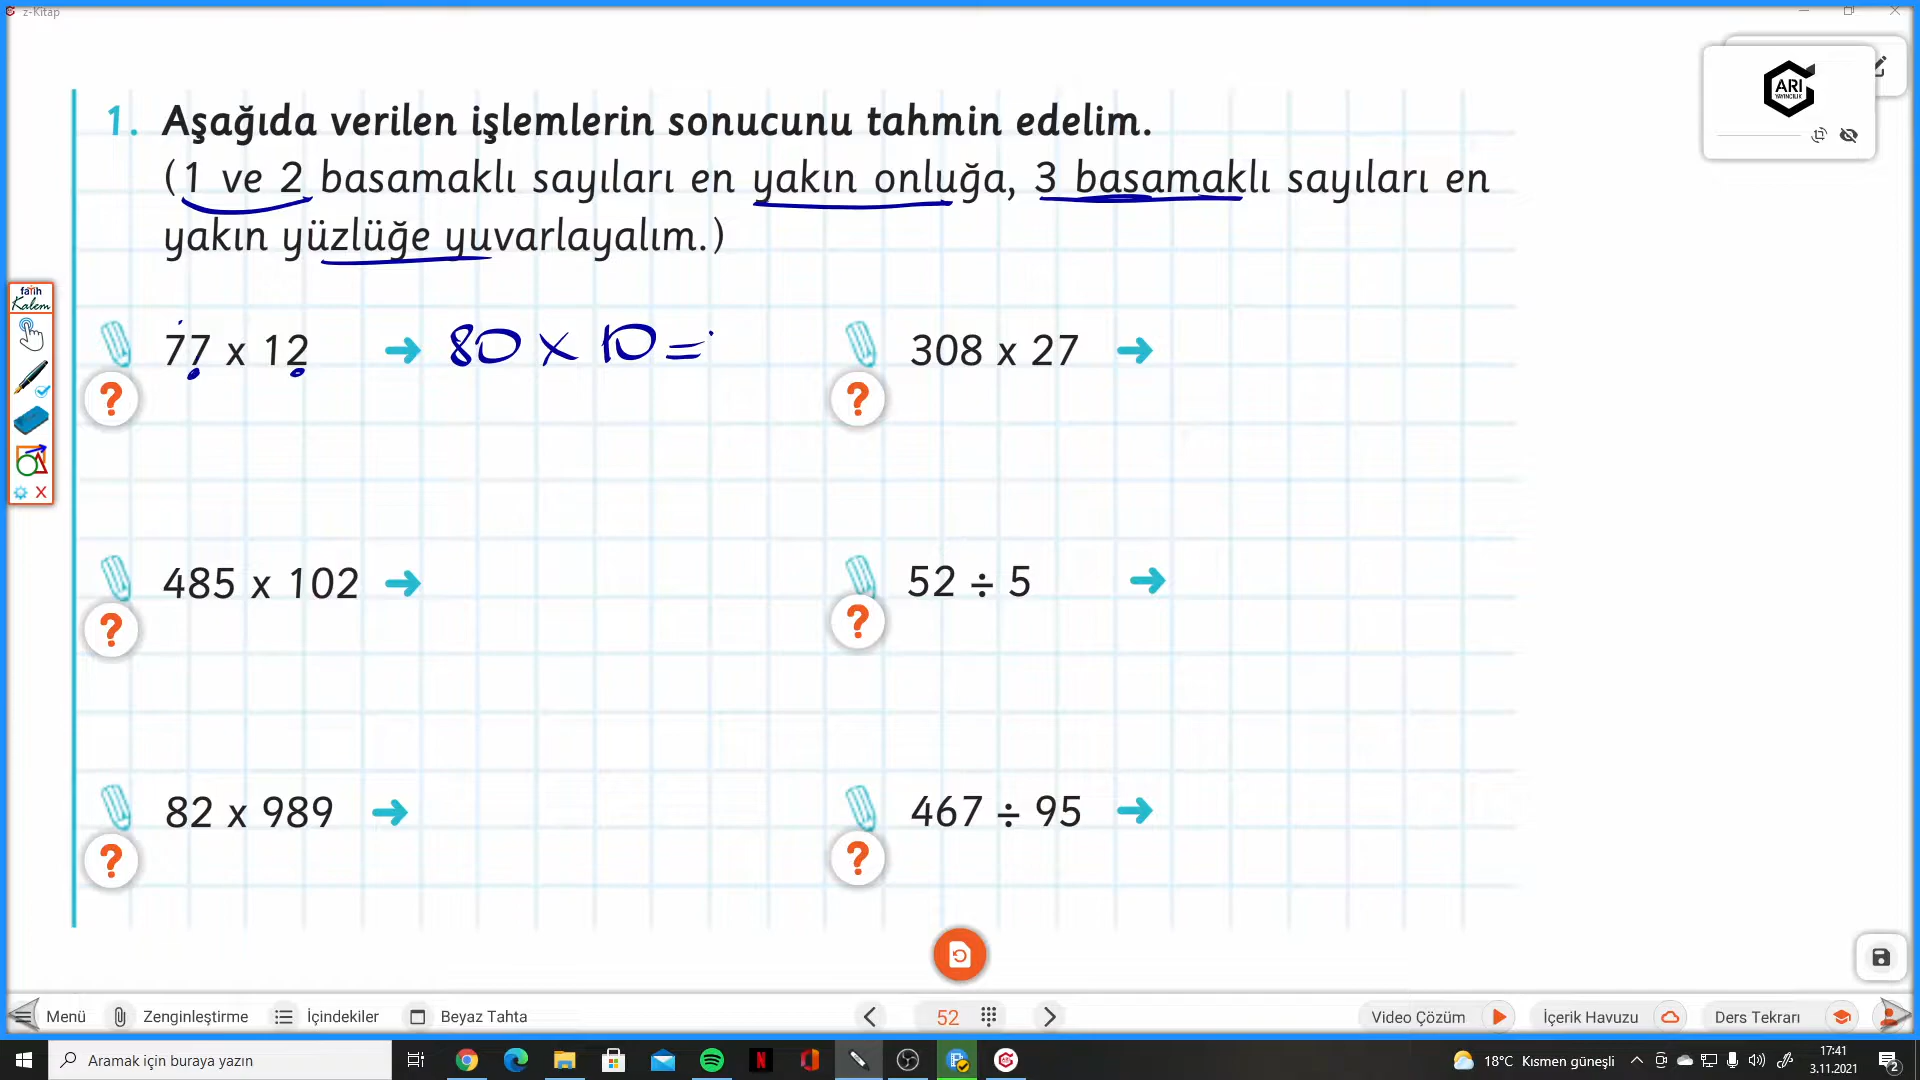 z-Kitap
ARI
YAYINCILIK
1. Aşağıda verilen işlemlerin sonucunu tahmin edelim.
(1 ve 2 basamaklı sayıları en yakın onluğa, 3 basamaklı sayıları en
yakın yüzlüğe yuvarlayalım.)
fatih
Kalem
77 x 12 → 80 x 10 =
308 x 27 →
?
?
485 x 102 →
52 ÷ 5 →
?
?
82 x 989 →
467 ÷ 95 →
?
?
Menü Zenginleştirme İçindekiler Beyaz Tahta 52 Video Çözüm İçerik Havuzu Ders Tekrarı
Aramak için buraya yazın
18°C Kısmen güneşli
17:41
3.11.2021
2